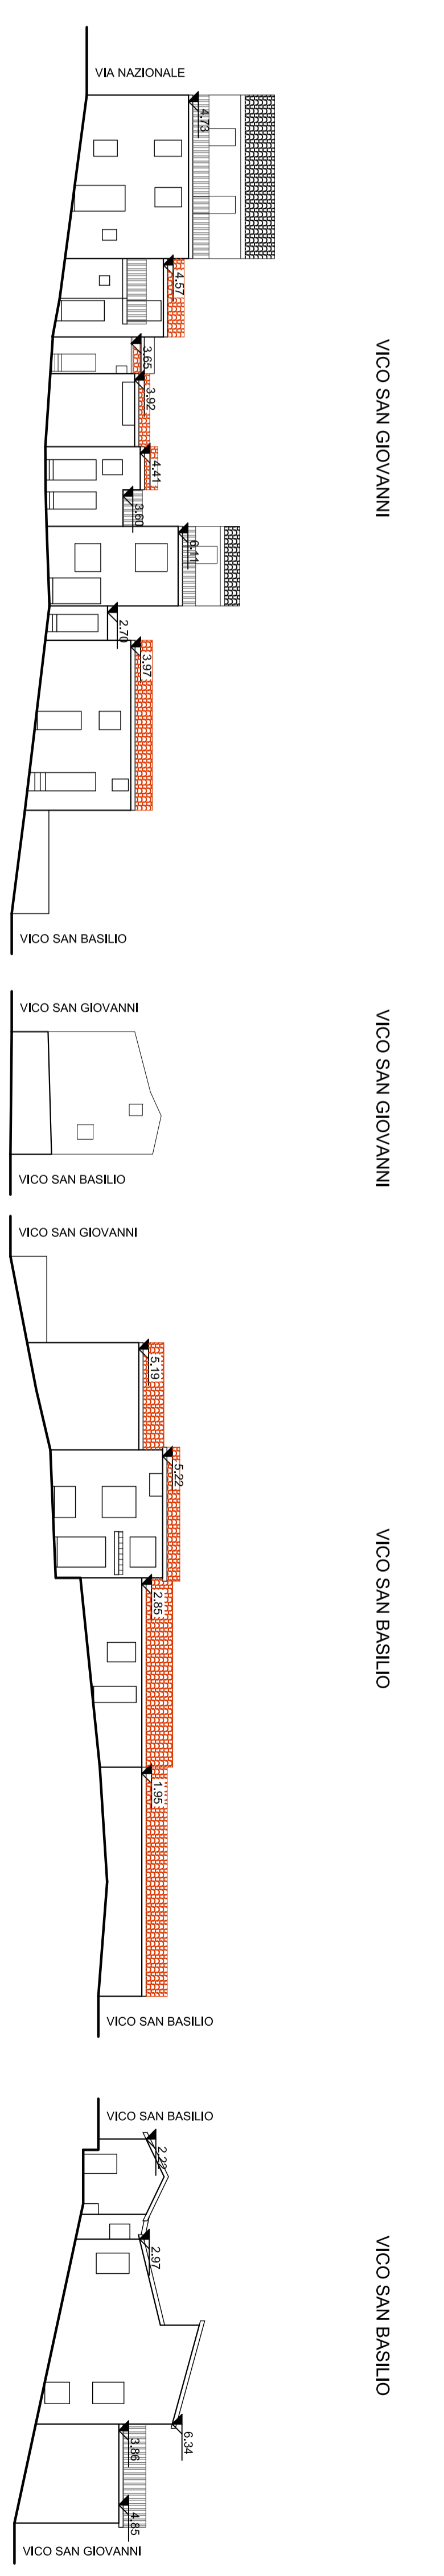 VICO SAN GIOVANNI
VIA NAZIONALE
4.73
4.57
3.65
3.92
4.41
3.60
6.11
2.70
3.97
VICO SAN BASILIO
VICO SAN GIOVANNI
VICO SAN GIOVANNI
VICO SAN BASILIO
VICO SAN BASILIO
VICO SAN GIOVANNI
5.19
5.22
2.85
1.95
VICO SAN BASILIO
VICO SAN BASILIO
VICO SAN BASILIO
2.22
2.97
6.34
3.86
4.85
VICO SAN GIOVANNI